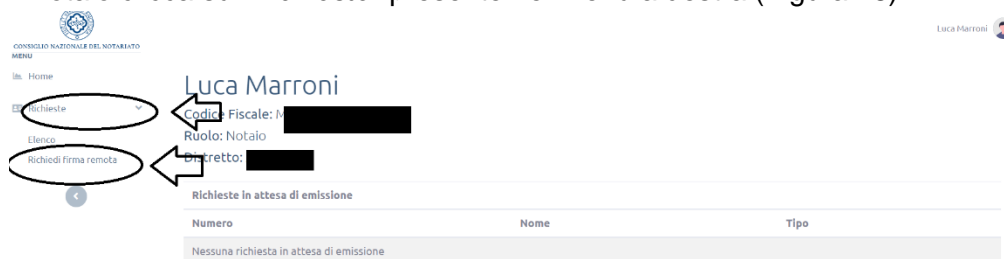 Luca Marroni
CONSIGLIO NAZIONALE DEL NOTARIATO
MENU
Home
Richieste
Elenco
Richiedi firma remota
Luca Marroni
Codice Fiscale: M
Ruolo: Notaio
Distretto:
Richieste in attesa di emissione
Numero Nome Tipo
Nessuna richiesta in attesa di emissione